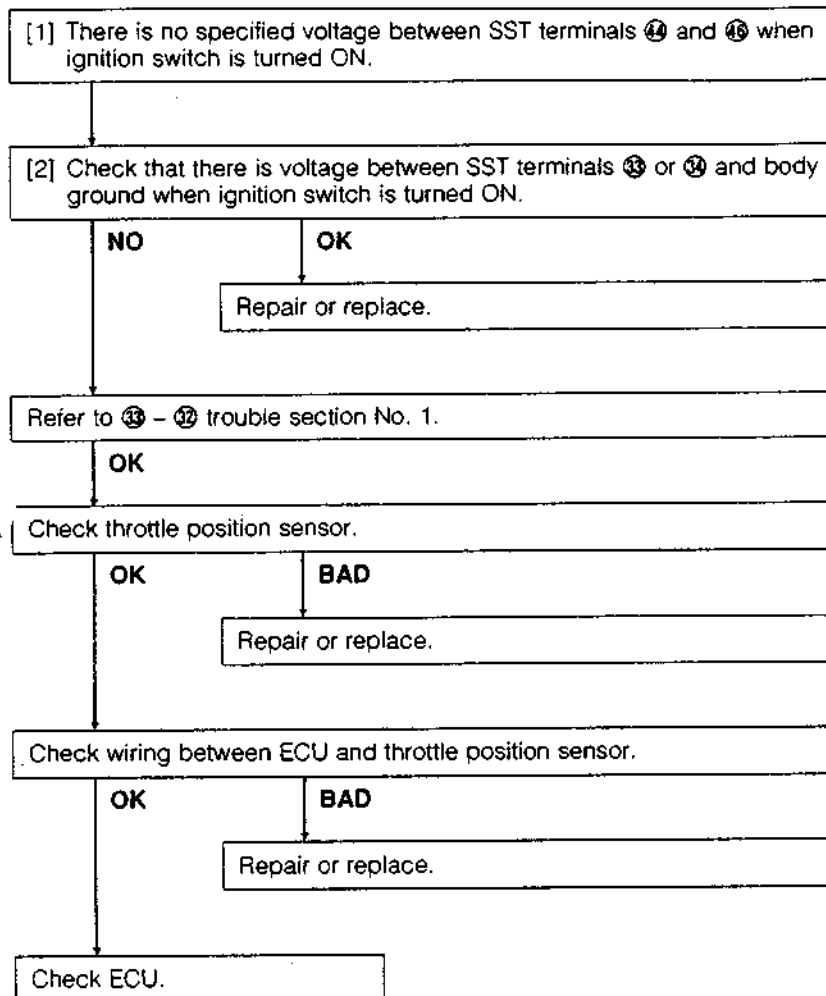 [1] There is no specified voltage between SST terminals ㊹ and ㊻ when
ignition switch is turned ON.
[2] Check that there is voltage between SST terminals ㉝ or ㉞ and body
ground when ignition switch is turned ON.
NO OK
Repair or replace.
Refer to ㉝ – ㉜ trouble section No. 1.
OK
Check throttle position sensor.
OK BAD
Repair or replace.
Check wiring between ECU and throttle position sensor.
OK BAD
Repair or replace.
Check ECU.